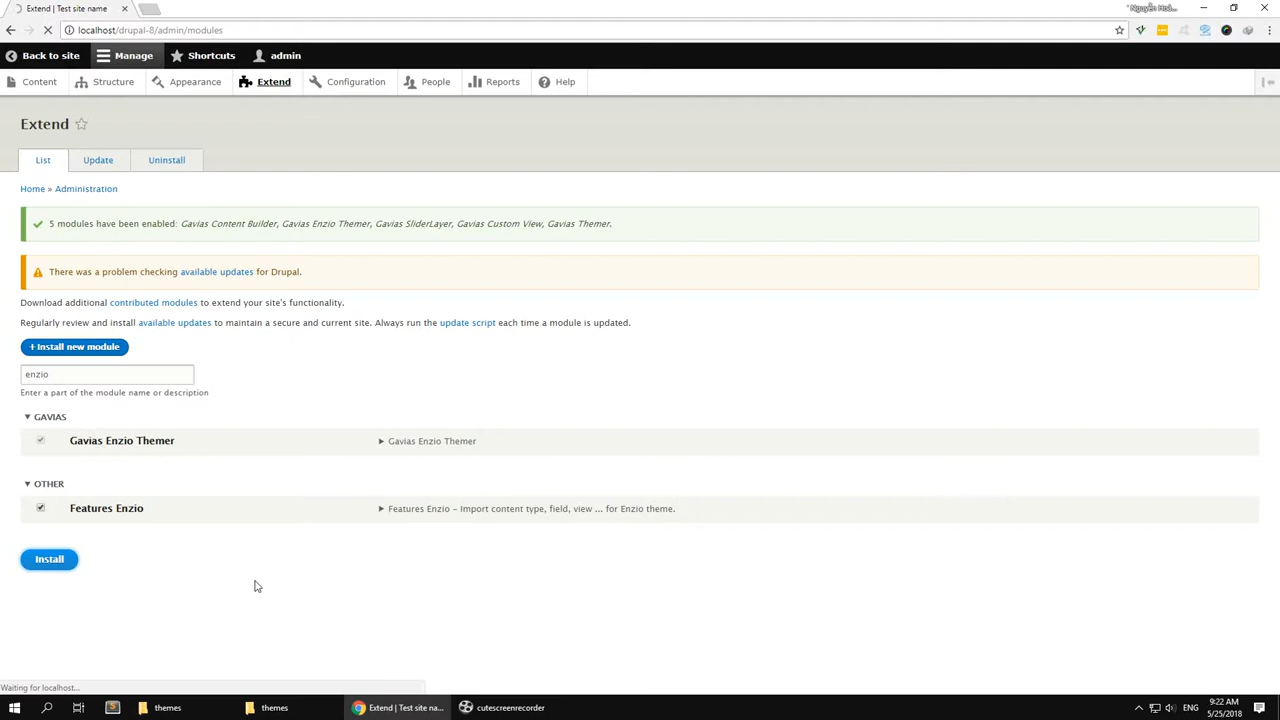 Extend | Test site name
Nguyễn Hoà...
localhost/drupal-8/admin/modules
Back to site Manage Shortcuts admin
Content Structure Appearance Extend Configuration People Reports Help
Extend
List Update Uninstall
Home » Administration
5 modules have been enabled: Gavias Content Builder, Gavias Enzio Themer, Gavias SliderLayer, Gavias Custom View, Gavias Themer.
There was a problem checking available updates for Drupal.
Download additional contributed modules to extend your site's functionality.
Regularly review and install available updates to maintain a secure and current site. Always run the update script each time a module is updated.
+ Install new module
enzio
Enter a part of the module name or description
GAVIAS
Gavias Enzio Themer Gavias Enzio Themer
OTHER
Features Enzio Features Enzio - Import content type, field, view ... for Enzio theme.
Install
Waiting for localhost...
themes themes Extend | Test site na... cutescreenrecorder ENG 9:22 AM
5/25/2018